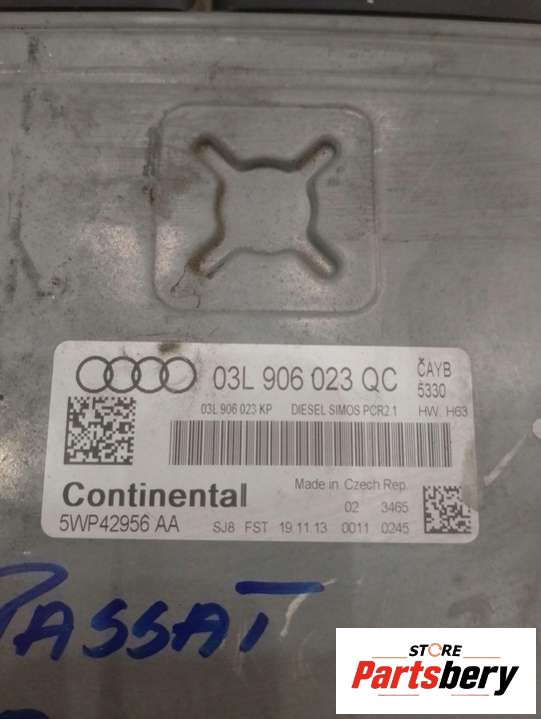 03L 906 023 QC
CAYB
5330
03L 906 023 KP DIESEL SIMOS PCR2.1 HW. H63
Made in Czech Rep.
Continental
02 3465
5WP42956 AA SJ8 FST 19.11.13 0011 0245
PASSAT
STORE
Partsbery